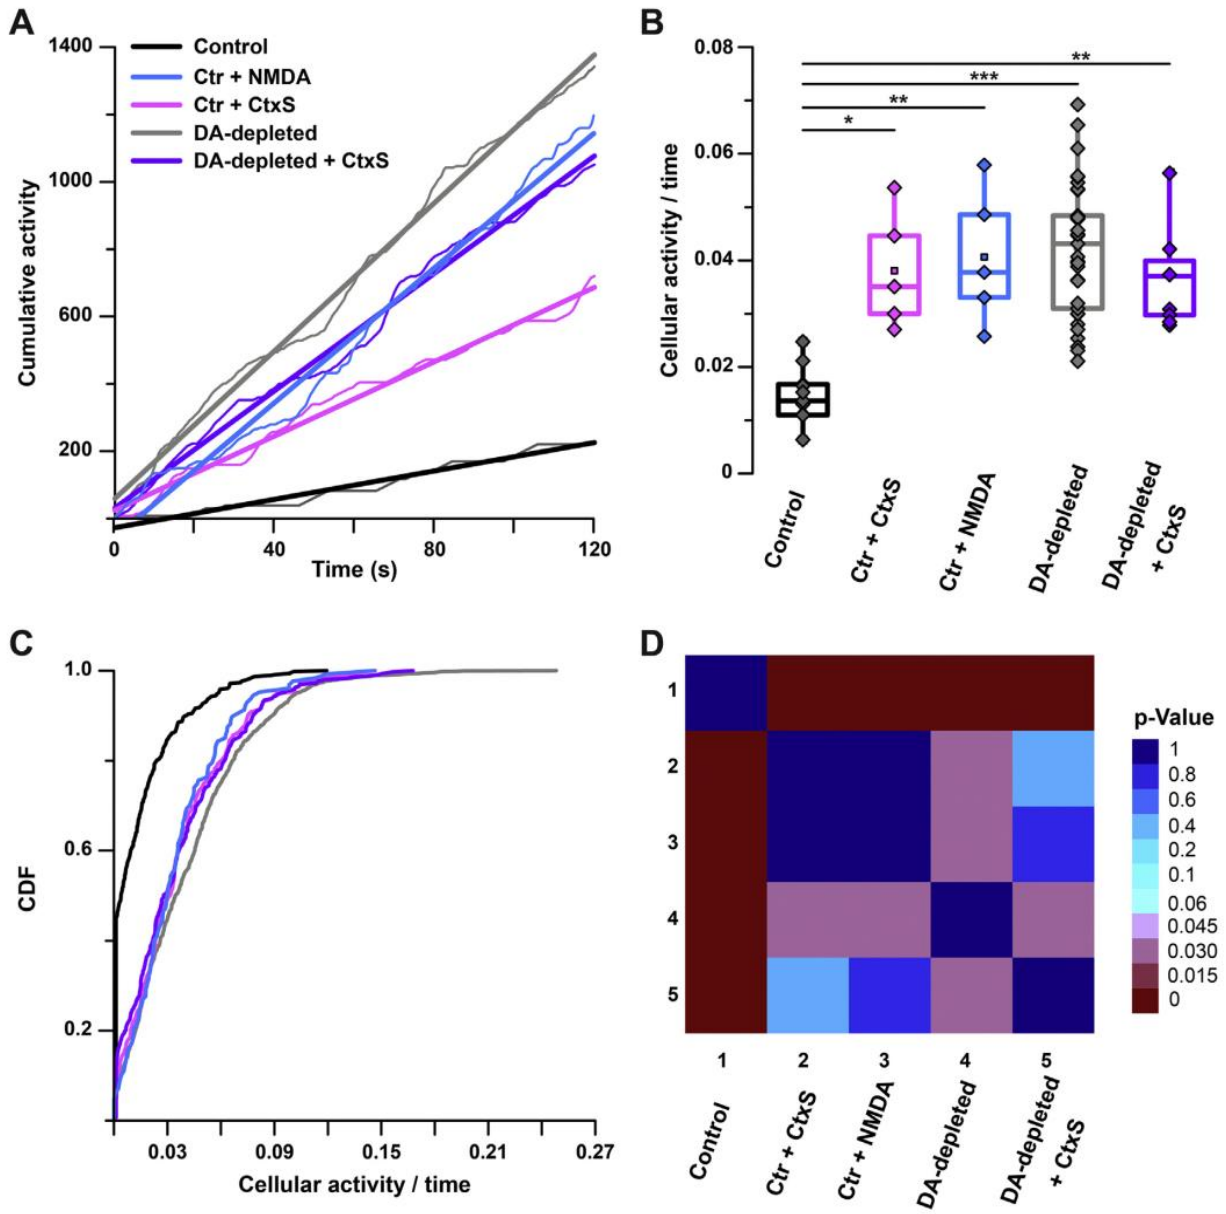 A
Cumulative activity
1400
1000
600
200
Control
Ctr + NMDA
Ctr + CtxS
DA-depleted
DA-depleted + CtxS
0
40
80
120
Time (s)
B
Cellular activity / time
0.08
0.06
0.04
0.02
0
**
***
**
*
Control
Ctr + CtxS
Ctr + NMDA
DA-depleted
DA-depleted
+ CtxS
C
CDF
1.0
0.6
0.2
0.03
0.09
0.15
0.21
0.27
Cellular activity / time
D
1
2
3
4
5
1
2
3
4
5
Control
Ctr + CtxS
Ctr + NMDA
DA-depleted
DA-depleted
+ CtxS
p-Value
1
0.8
0.6
0.4
0.2
0.1
0.06
0.045
0.030
0.015
0